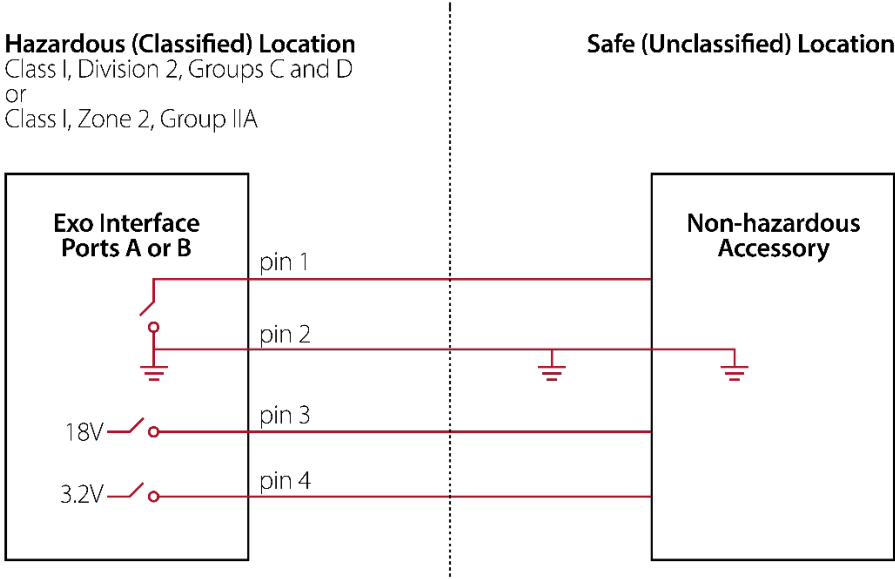 Hazardous (Classified) Location
Class I, Division 2, Groups C and D
or
Class I, Zone 2, Group IIA
Safe (Unclassified) Location
Exo Interface
Ports A or B
pin 1
pin 2
pin 3
18V
pin 4
3.2V
Non-hazardous
Accessory